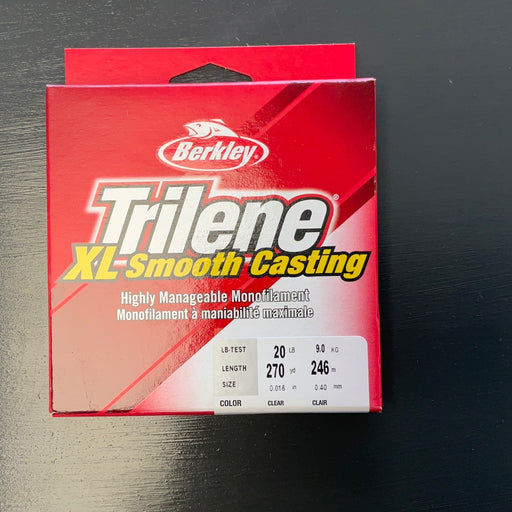 Berkley®
Trilene®
XL Smooth Casting
Highly Manageable Monofilament
Monofilament à maniabilité maximale
LB-TEST 20 LB 9.0 KG
LENGTH 270 yd 246 m
SIZE 0.016 in 0.40 mm
COLOR CLEAR CLAIR